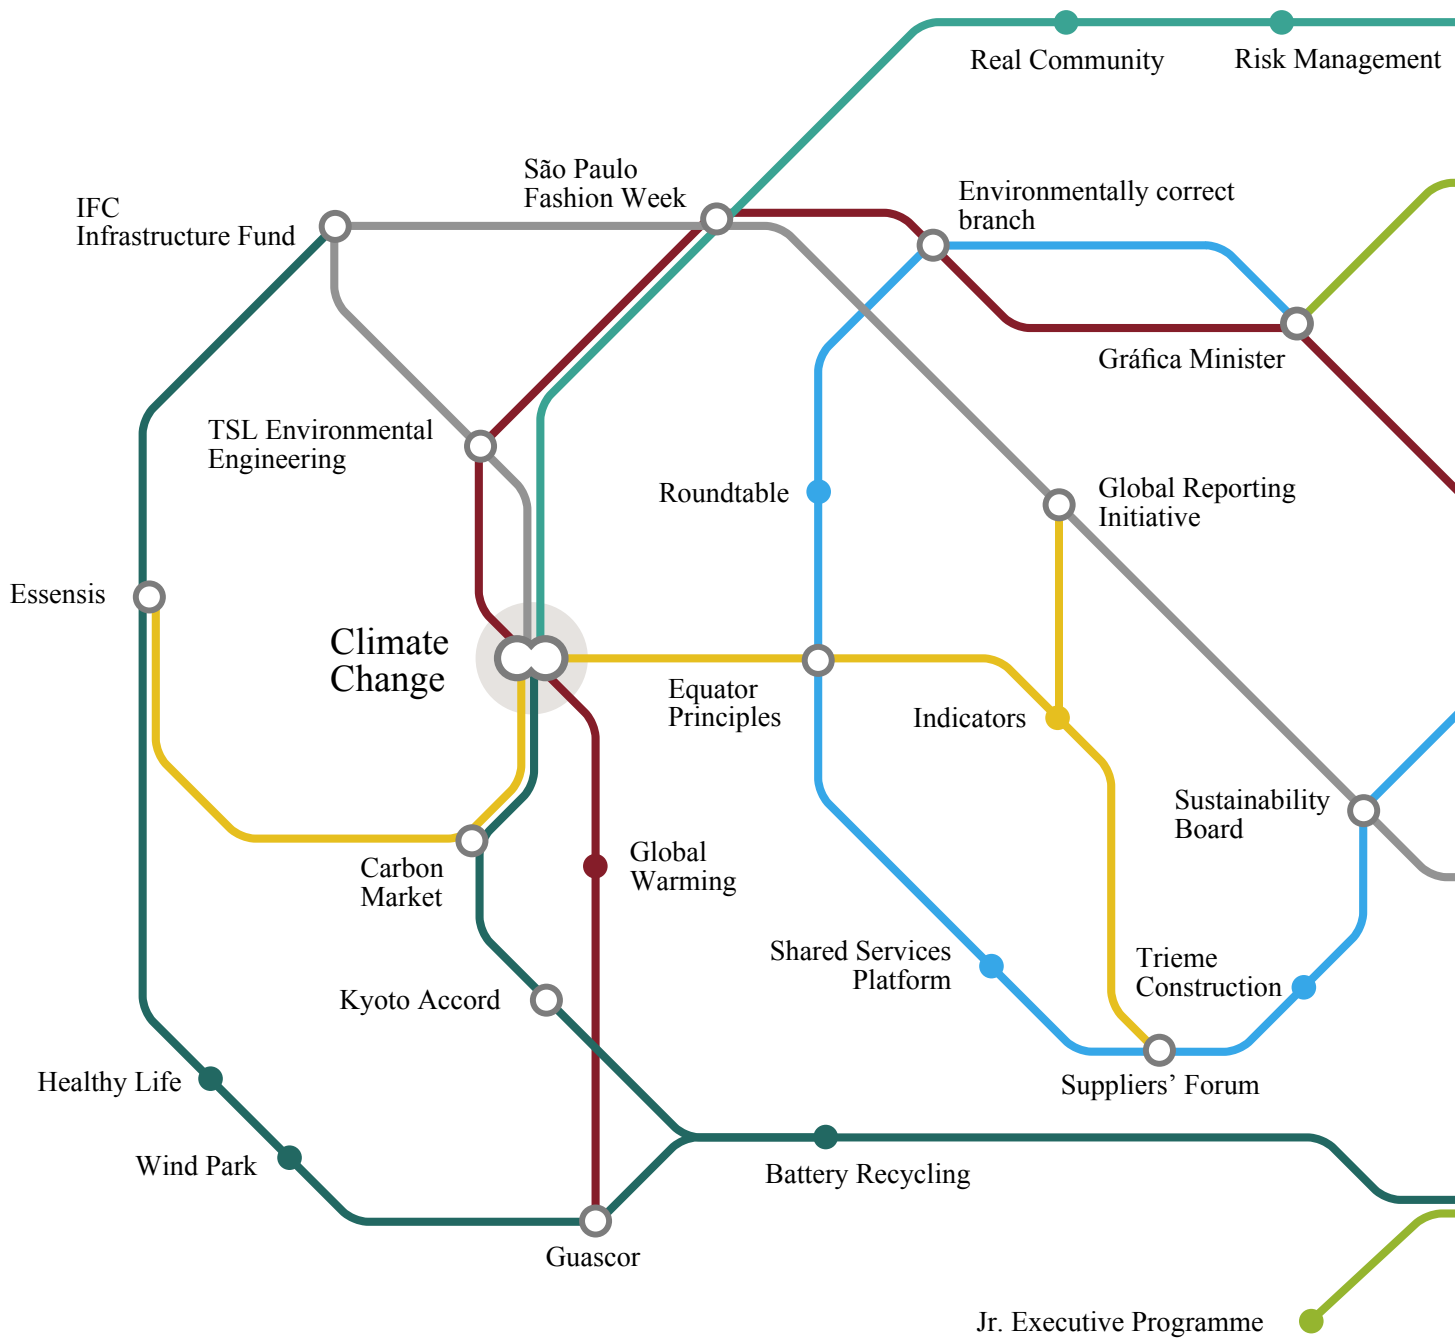 Real Community
Risk Management
São Paulo
Fashion Week
Environmentally correct
branch
IFC
Infrastructure Fund
Gráfica Minister
TSL Environmental
Engineering
Roundtable
Global Reporting
Initiative
Essensis
Climate
Change
Equator
Principles
Indicators
Sustainability
Board
Carbon
Market
Global
Warming
Shared Services
Platform
Trieme
Construction
Kyoto Accord
Healthy Life
Suppliers’ Forum
Wind Park
Battery Recycling
Guascor
Jr. Executive Programme